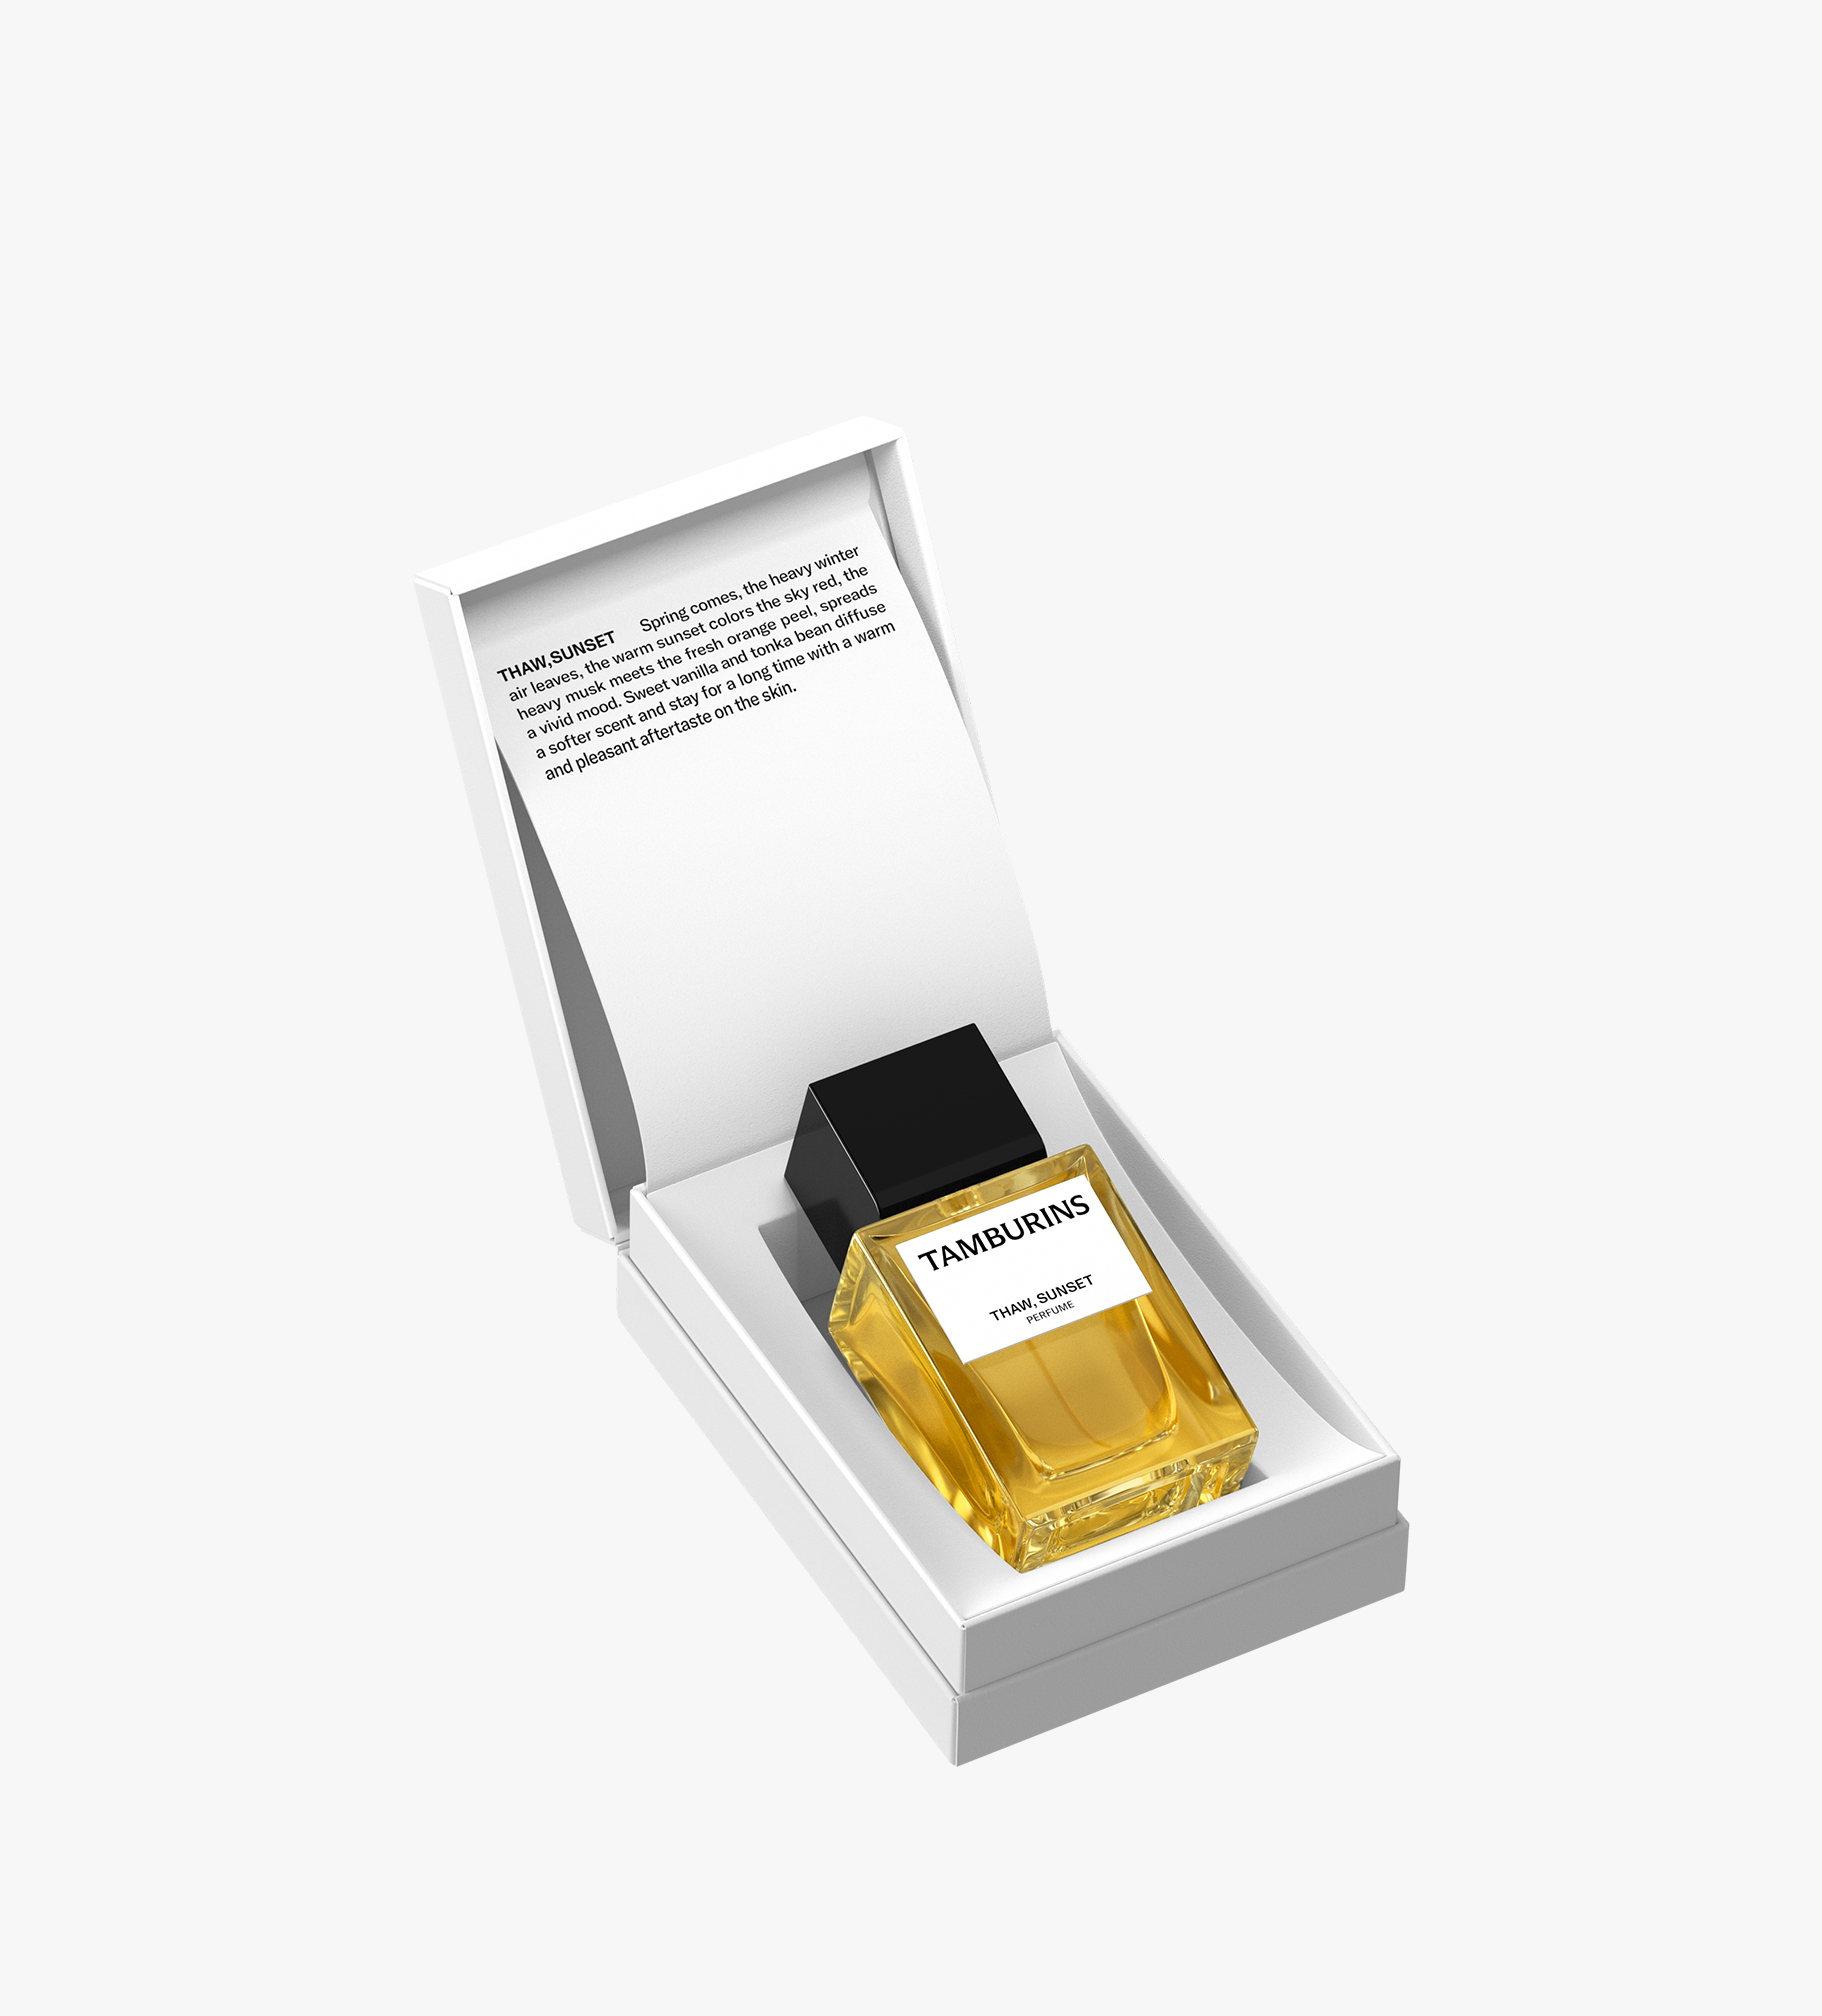 THAW,SUNSET Spring comes, the heavy winter
air leaves, the warm sunset colors the sky red, the
heavy musk meets the fresh orange peel, spreads
a vivid mood. Sweet vanilla and tonka bean diffuse
a softer scent and stay for a long time with a warm
and pleasant aftertaste on the skin.
TAMBURINS
THAW, SUNSET
PERFUME